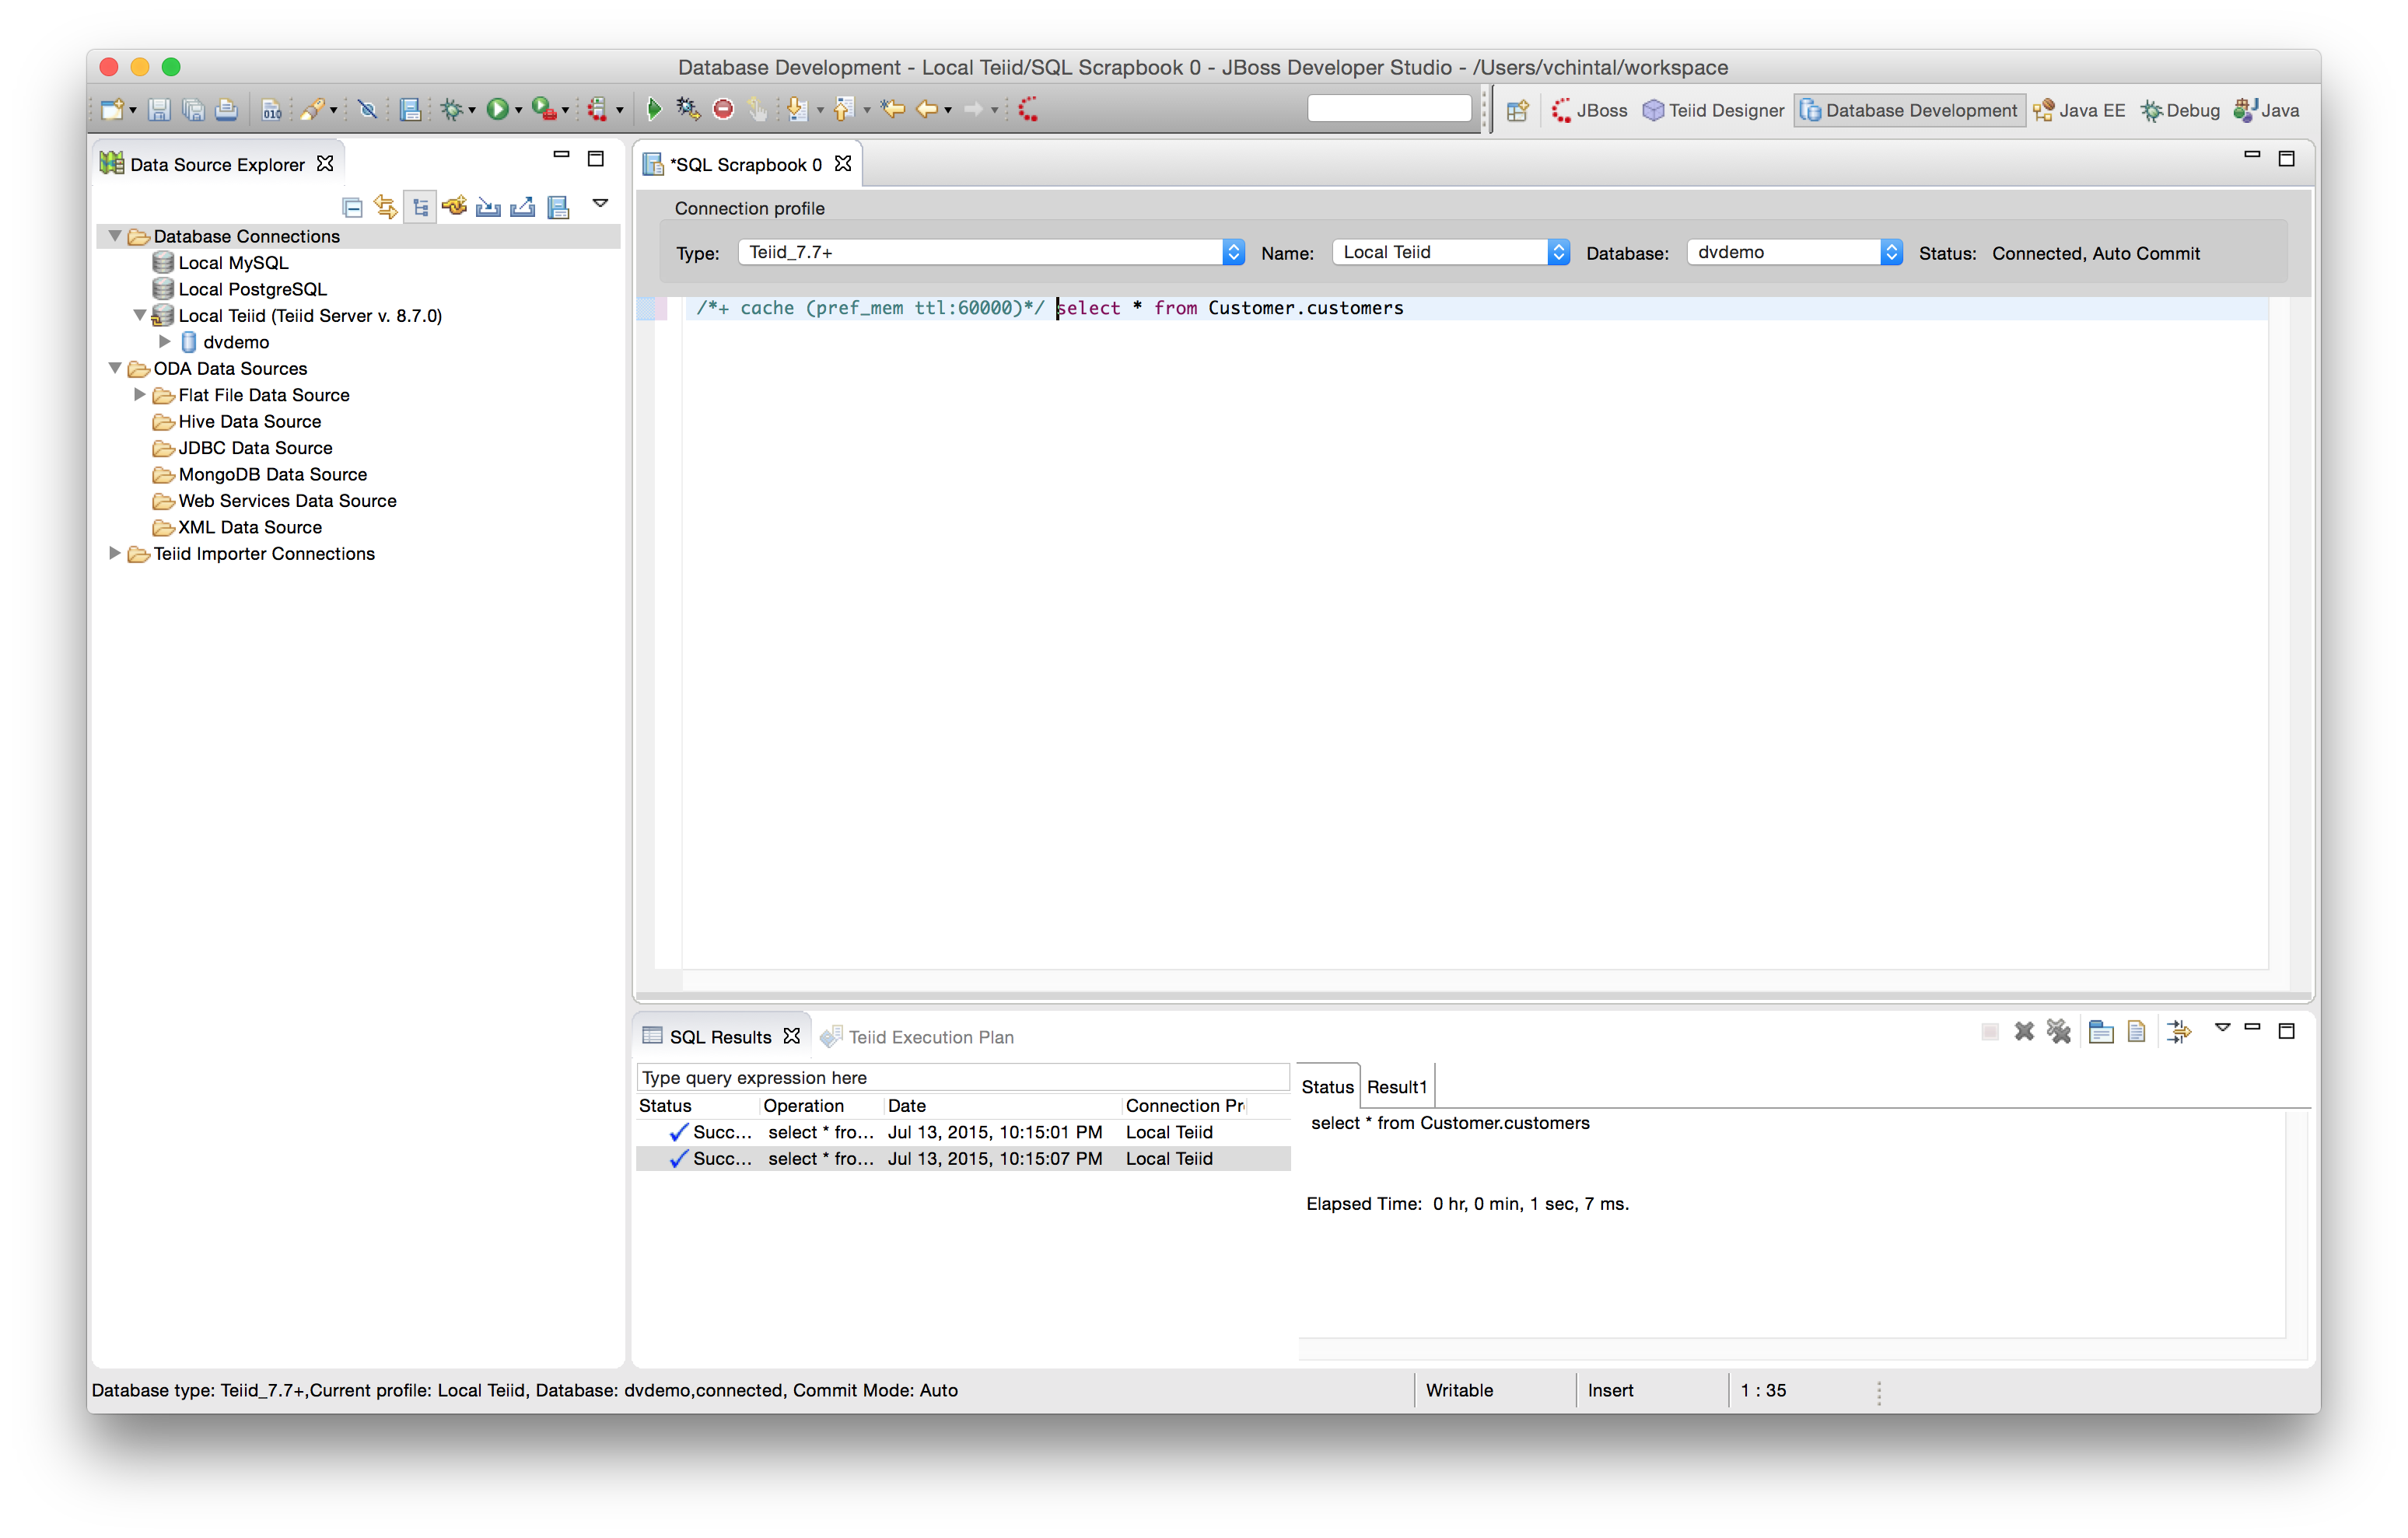 Database Development - Local Teiid/SQL Scrapbook 0 - JBoss Developer Studio - /Users/vchintal/workspace
010
JBoss Teiid Designer Database Development Java EE Debug Java
Data Source Explorer
Database Connections
Local MySQL
Local PostgreSQL
Local Teiid (Teiid Server v. 8.7.0)
dvdemo
ODA Data Sources
Flat File Data Source
Hive Data Source
JDBC Data Source
MongoDB Data Source
Web Services Data Source
XML Data Source
Teiid Importer Connections
*SQL Scrapbook 0
Connection profile
Type: Teiid_7.7+ Name: Local Teiid Database: dvdemo Status: Connected, Auto Commit
/*+ cache (pref_mem ttl:60000)*/ select * from Customer.customers
SQL Results Teiid Execution Plan
Type query expression here
Status Operation Date Connection Pr
Succ... select * fro... Jul 13, 2015, 10:15:01 PM Local Teiid
Succ... select * fro... Jul 13, 2015, 10:15:07 PM Local Teiid
Status Result1
select * from Customer.customers
Elapsed Time: 0 hr, 0 min, 1 sec, 7 ms.
Database type: Teiid_7.7+,Current profile: Local Teiid, Database: dvdemo,connected, Commit Mode: Auto
Writable Insert 1 : 35